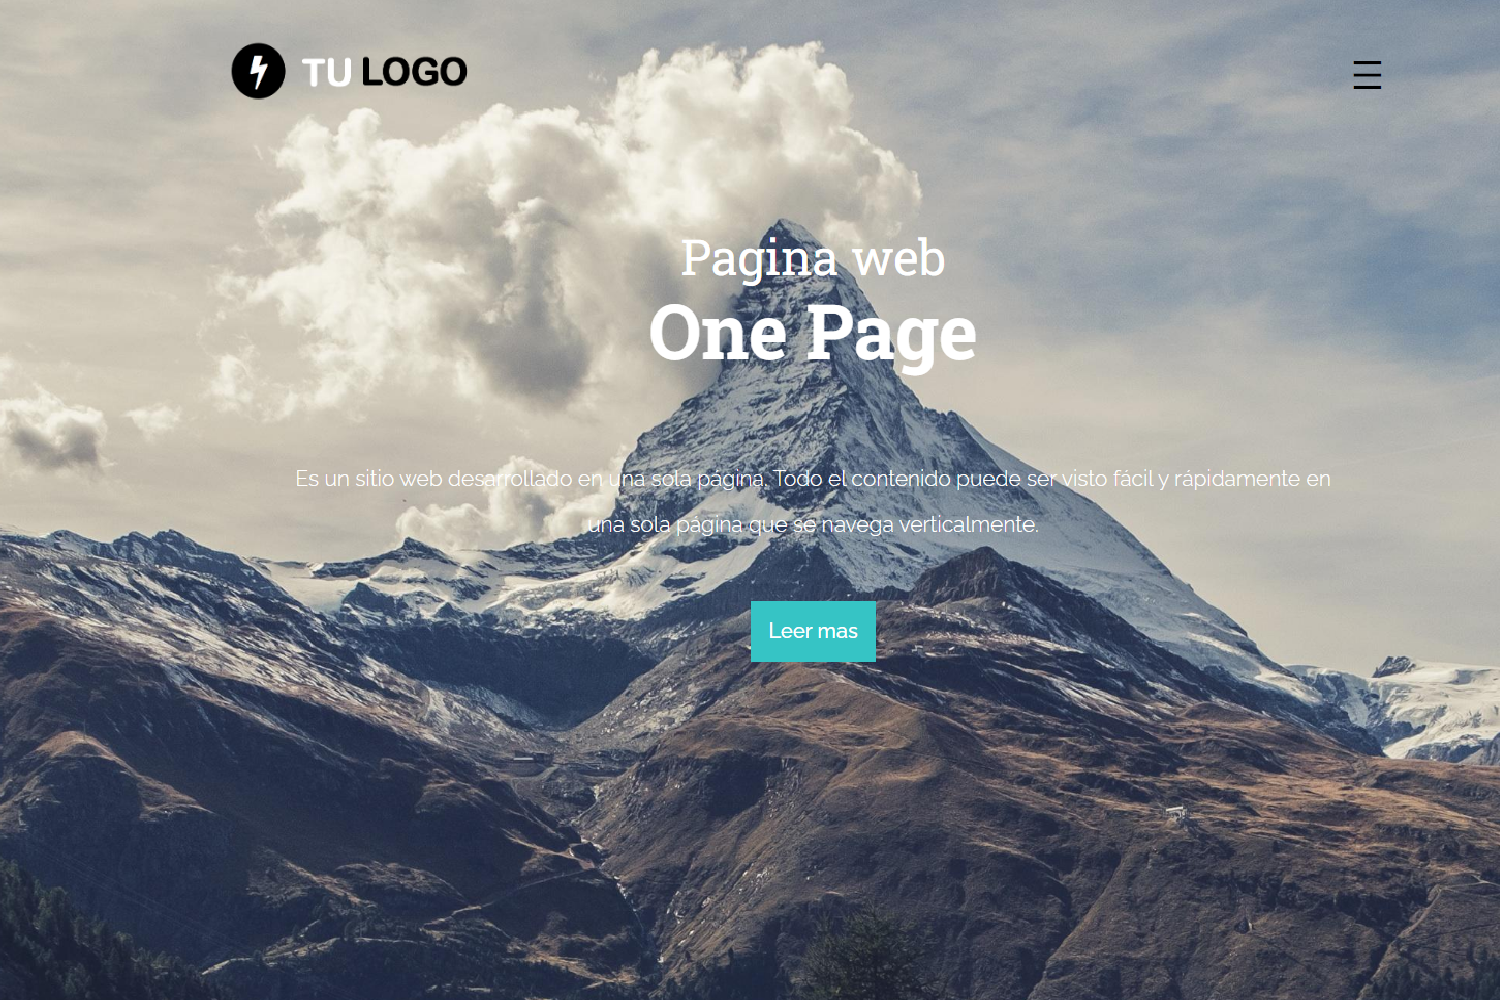 TU LOGO
Pagina web
One Page
Es un sitio web desarrollado en una sola página, Todo el contenido puede ser visto fácil y rápidamente en
una sola página que se navega verticalmente.
Leer mas